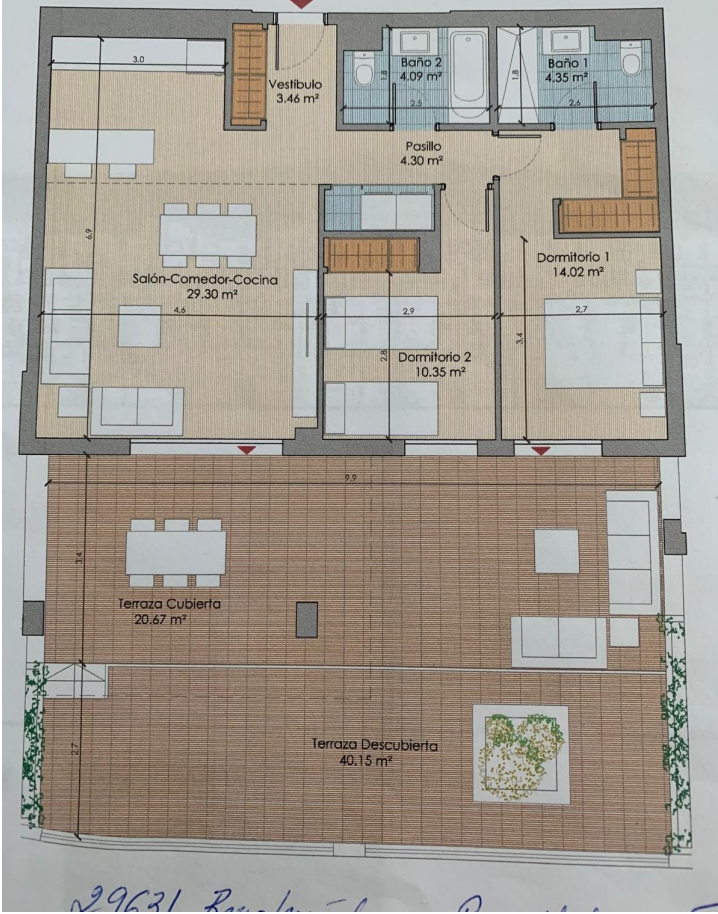 3.0
Vestíbulo
3.46 m²
1.8
Baño 2
4.09 m²
2.5
1.8
Baño 1
4.35 m²
2.6
Pasillo
4.30 m²
6.9
Salón-Comedor-Cocina
29.30 m²
4.6
2.9
2.8
Dormitorio 2
10.35 m²
Dormitorio 1
14.02 m²
2.7
3.4
9.9
3.4
Terraza Cubierta
20.67 m²
2.7
Terraza Descubierta
40.15 m²
29631